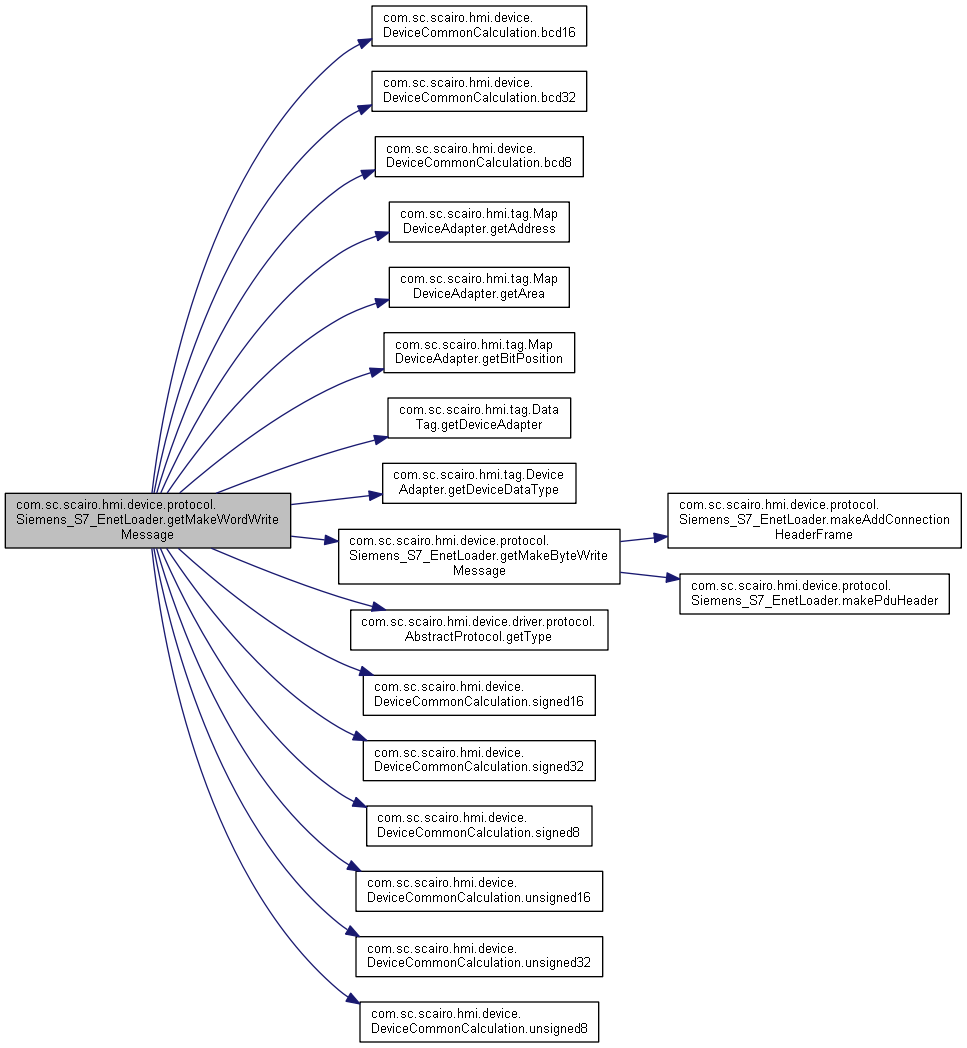 com.sc.scairo.hmi.device.
DeviceCommonCalculation.bcd16
com.sc.scairo.hmi.device.
DeviceCommonCalculation.bcd32
com.sc.scairo.hmi.device.
DeviceCommonCalculation.bcd8
com.sc.scairo.hmi.tag.Map
DeviceAdapter.getAddress
com.sc.scairo.hmi.tag.Map
DeviceAdapter.getArea
com.sc.scairo.hmi.tag.Map
DeviceAdapter.getBitPosition
com.sc.scairo.hmi.tag.Data
Tag.getDeviceAdapter
com.sc.scairo.hmi.tag.Device
Adapter.getDeviceDataType
com.sc.scairo.hmi.device.protocol.
Siemens_S7_EnetLoader.getMakeWordWrite
Message
com.sc.scairo.hmi.device.protocol.
Siemens_S7_EnetLoader.getMakeByteWrite
Message
com.sc.scairo.hmi.device.protocol.
Siemens_S7_EnetLoader.makeAddConnection
HeaderFrame
com.sc.scairo.hmi.device.protocol.
Siemens_S7_EnetLoader.makePduHeader
com.sc.scairo.hmi.device.driver.protocol.
AbstractProtocol.getType
com.sc.scairo.hmi.device.
DeviceCommonCalculation.signed16
com.sc.scairo.hmi.device.
DeviceCommonCalculation.signed32
com.sc.scairo.hmi.device.
DeviceCommonCalculation.signed8
com.sc.scairo.hmi.device.
DeviceCommonCalculation.unsigned16
com.sc.scairo.hmi.device.
DeviceCommonCalculation.unsigned32
com.sc.scairo.hmi.device.
DeviceCommonCalculation.unsigned8